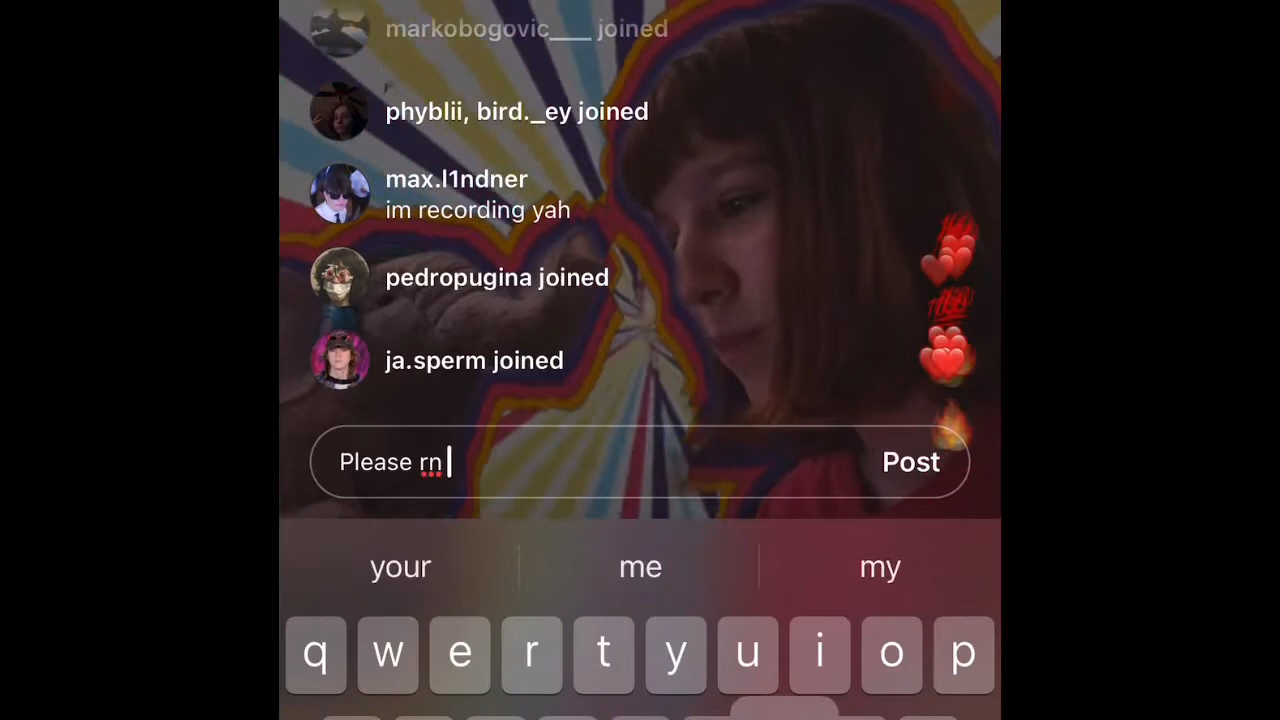 markobogovic___ joined
phyblii, bird._ey joined
max.l1ndner
im recording yah
pedropugina joined
ja.sperm joined
Please rn
Post
your me my
q w e r t y u i o p